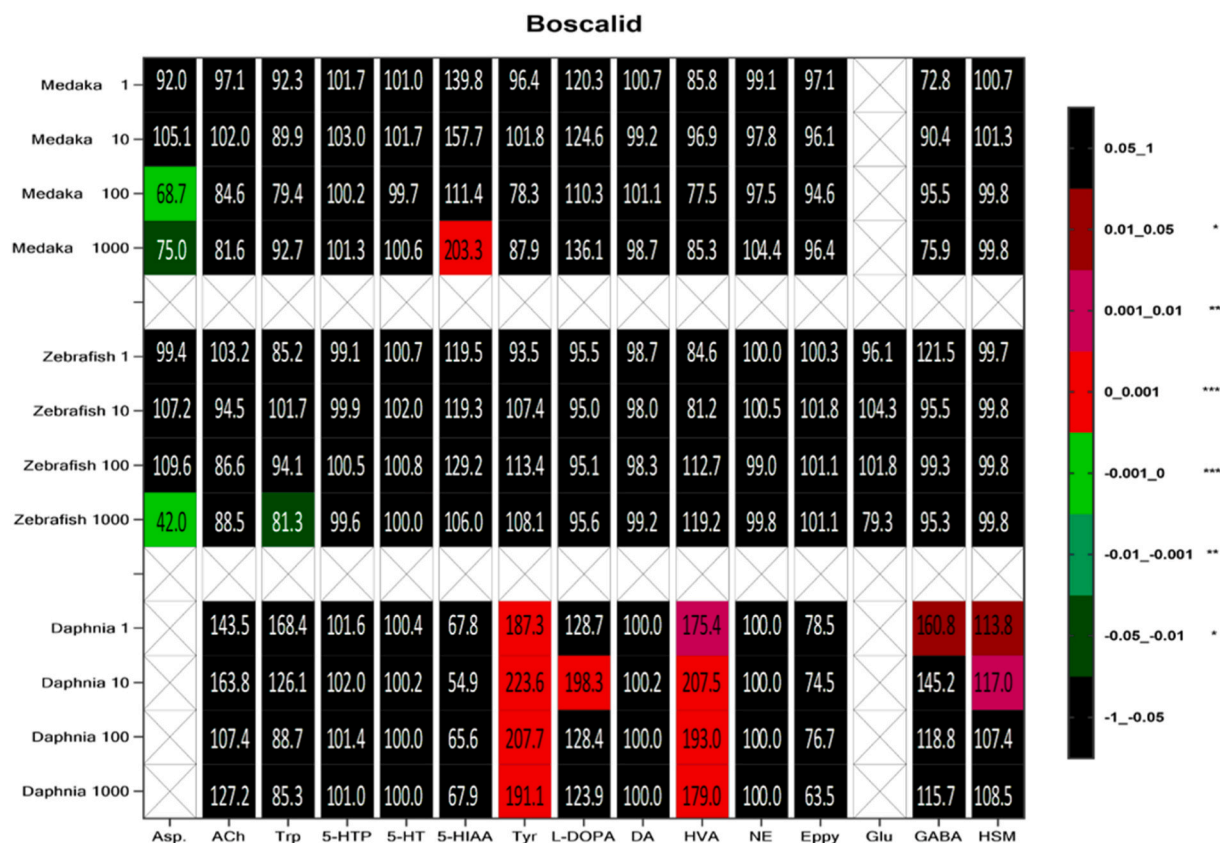 Boscalid
Medaka 1 92.0 97.1 92.3 101.7 101.0 139.8 96.4 120.3 100.7 85.8 99.1 97.1 72.8 100.7
Medaka 10 105.1 102.0 89.9 103.0 101.7 157.7 101.8 124.6 99.2 96.9 97.8 96.1 90.4 101.3
Medaka 100 68.7 84.6 79.4 100.2 99.7 111.4 78.3 110.3 101.1 77.5 97.5 94.6 95.5 99.8
Medaka 1000 75.0 81.6 92.7 101.3 100.6 203.3 87.9 136.1 98.7 85.3 104.4 96.4 75.9 99.8
Zebrafish 1 99.4 103.2 85.2 99.1 100.7 119.5 93.5 95.5 98.7 84.6 100.0 100.3 96.1 121.5 99.7
Zebrafish 10 107.2 94.5 101.7 99.9 102.0 119.3 107.4 95.0 98.0 81.2 100.5 101.8 104.3 95.5 99.8
Zebrafish 100 109.6 86.6 94.1 100.5 100.8 129.2 113.4 95.1 98.3 112.7 99.0 101.1 101.8 99.3 99.8
Zebrafish 1000 42.0 88.5 81.3 99.6 100.0 106.0 108.1 95.6 99.2 119.2 99.8 101.1 79.3 95.3 99.8
Daphnia 1 143.5 168.4 101.6 100.4 67.8 187.3 128.7 100.0 175.4 100.0 78.5 160.8 113.8
Daphnia 10 163.8 126.1 102.0 100.2 54.9 223.6 198.3 100.2 207.5 100.0 74.5 145.2 117.0
Daphnia 100 107.4 88.7 101.4 100.0 65.6 207.7 128.4 100.0 193.0 100.0 76.7 118.8 107.4
Daphnia 1000 127.2 85.3 101.0 100.0 67.9 191.1 123.9 100.0 179.0 100.0 63.5 115.7 108.5
Asp. ACh Trp 5-HTP 5-HT 5-HIAA Tyr L-DOPA DA HVA NE Eppy Glu GABA HSM
0.05_1
0.01_0.05 *
0.001_0.01 **
0_0.001 ***
-0.001_0 ***
-0.01_-0.001 **
-0.05_-0.01 *
-1_-0.05